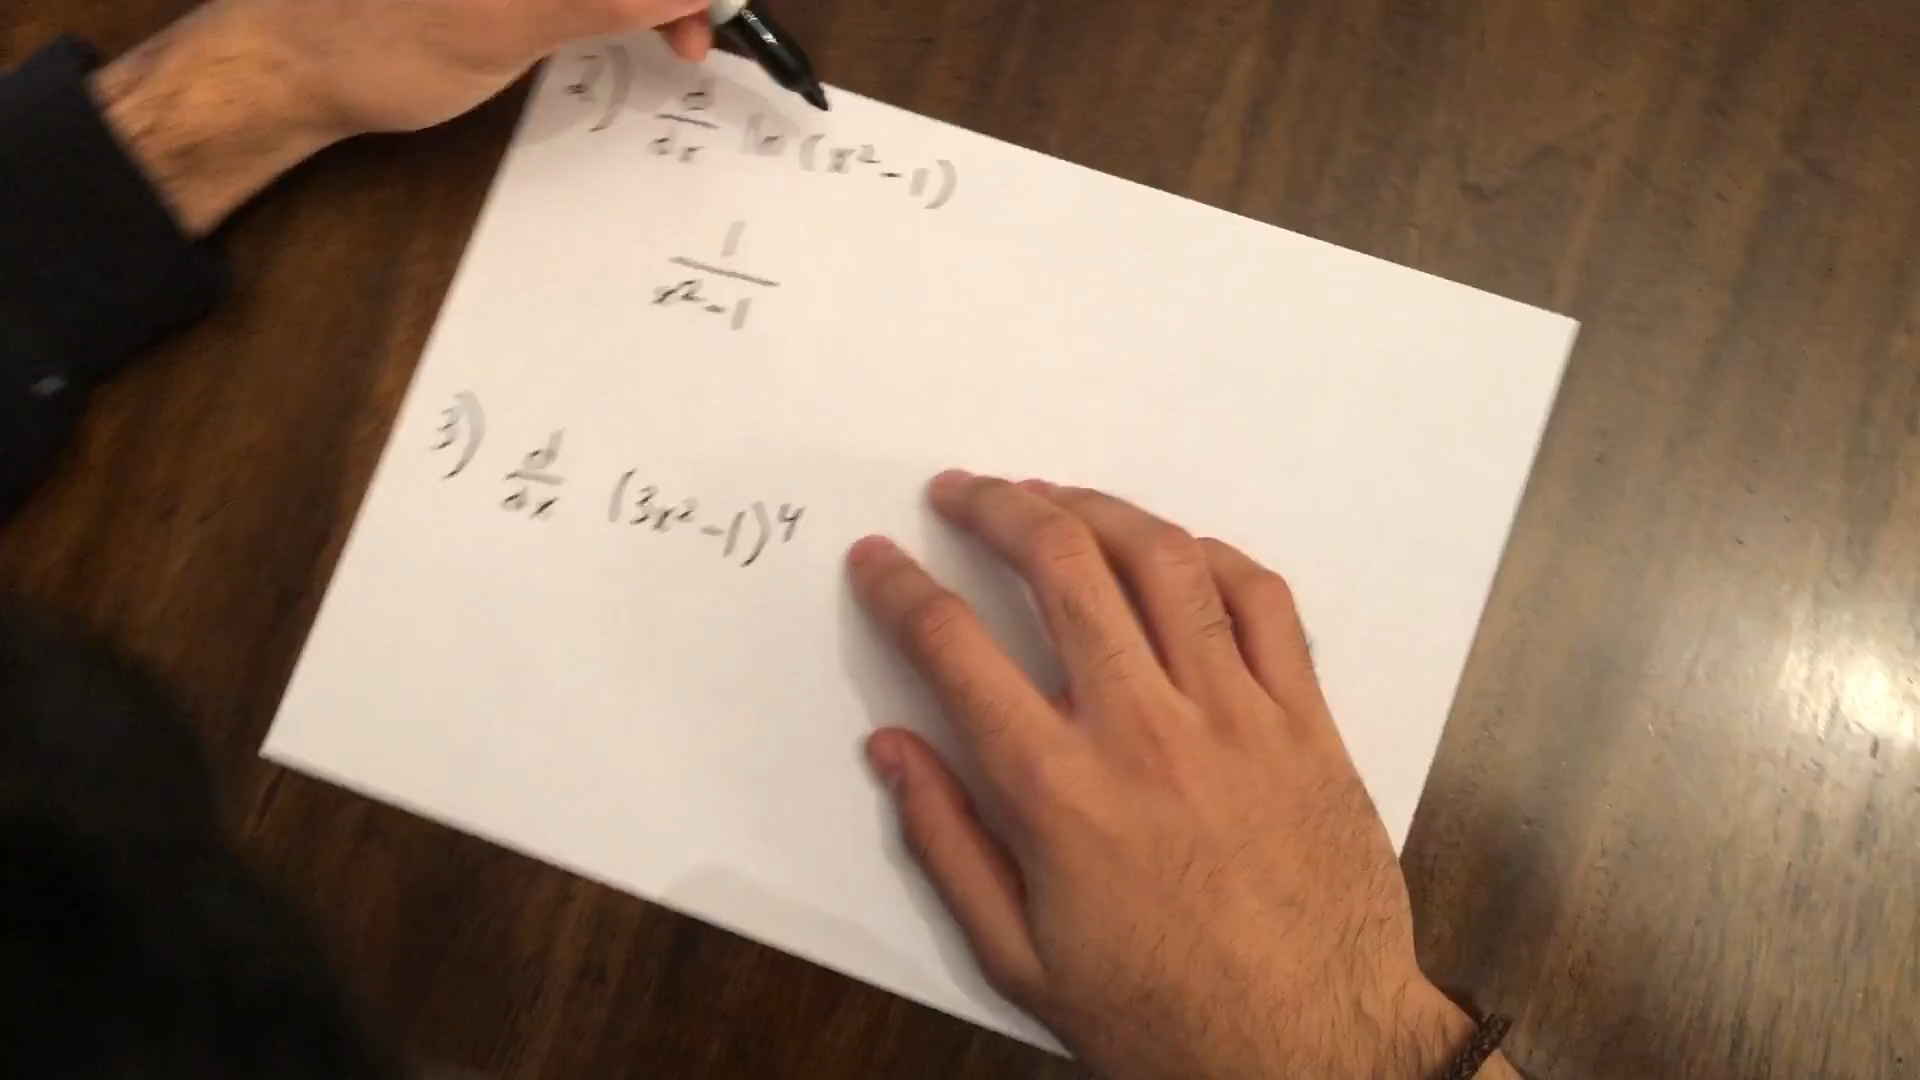 2) d/dx ln(x²-1)
1/x²-1
3) d/dx (3x²-1)⁴